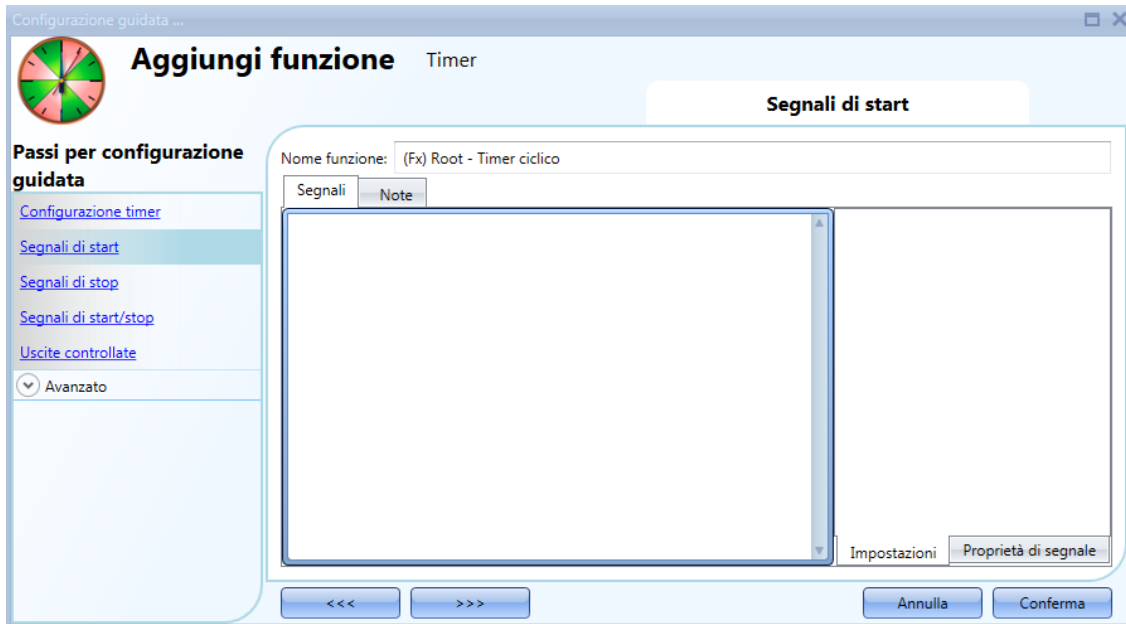 Configurazione guidata ...
Aggiungi funzione Timer
Segnali di start
Passi per configurazione
guidata
Configurazione timer
Segnali di start
Segnali di stop
Segnali di start/stop
Uscite controllate
Avanzato
Nome funzione: (Fx) Root - Timer ciclico
Segnali Note
Impostazioni Proprietà di segnale
<<< >>> Annulla Conferma